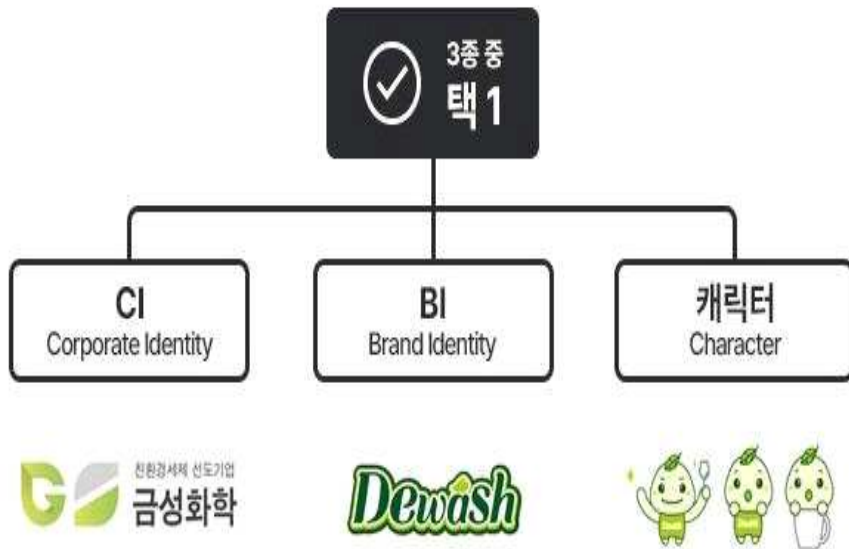 3종 중
택 1
CI
Corporate Identity
BI
Brand Identity
캐릭터
Character
친환경세제 선도기업
금성화학
Dewash